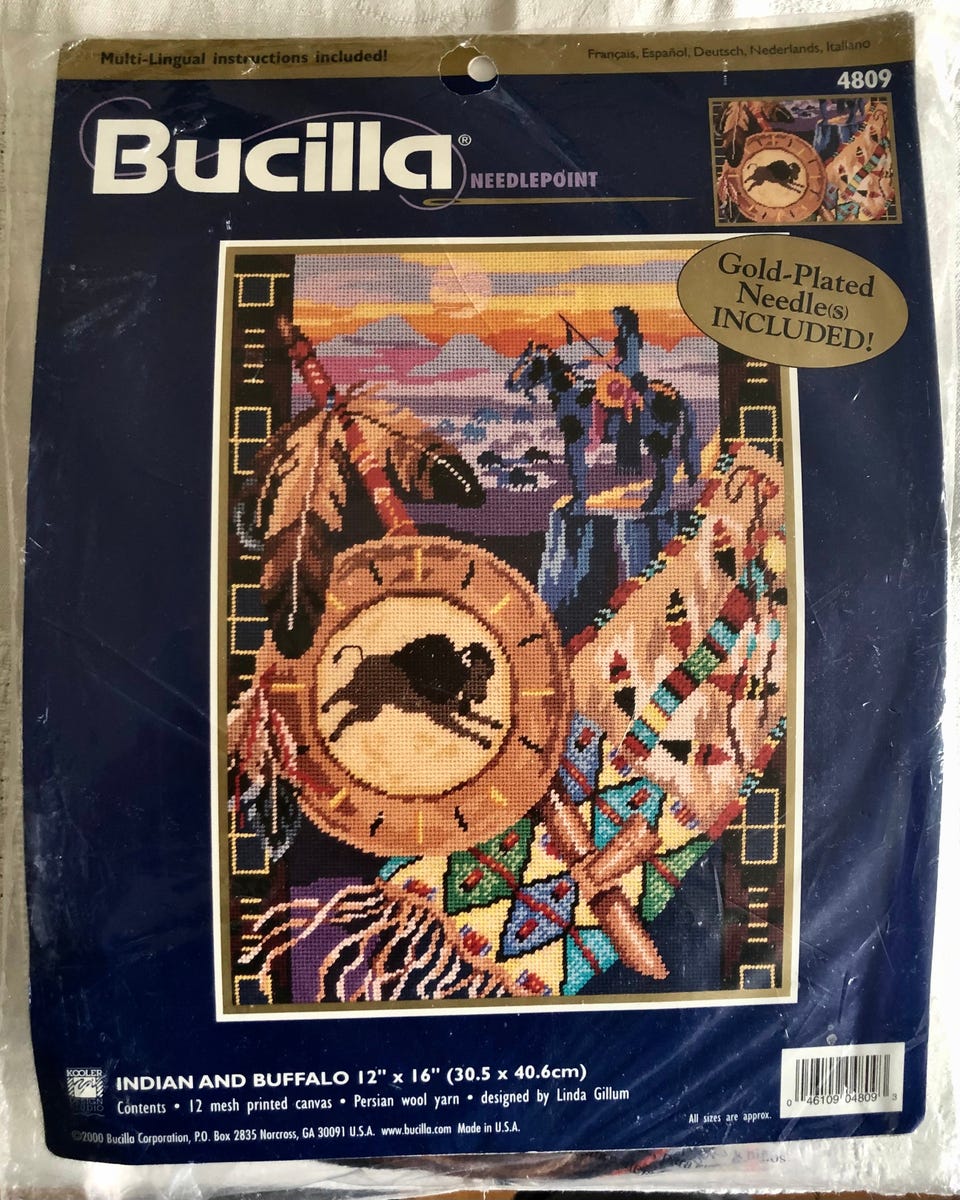 Multi-Lingual instructions included!
Français, Español, Deutsch, Nederlands, Italiano
4809
Bucilla®
NEEDLEPOINT
Gold-Plated
Needle(s)
INCLUDED!
KOOLER
DESIGN
STUDIO
INDIAN AND BUFFALO 12" x 16" (30.5 x 40.6cm)
Contents • 12 mesh printed canvas • Persian wool yarn • designed by Linda Gillum
All sizes are approx.
©2000 Bucilla Corporation, P.O. Box 2835 Norcross, GA 30091 U.S.A. www.bucilla.com Made in U.S.A.
0 46109 04809 3